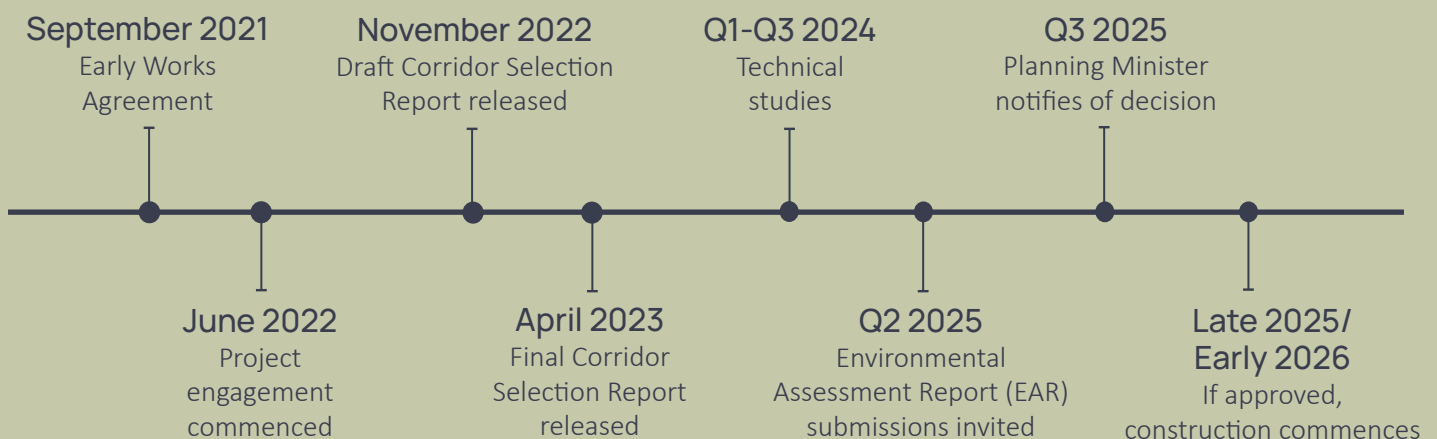 September 2021
Early Works
Agreement
November 2022
Draft Corridor Selection
Report released
Q1-Q3 2024
Technical
studies
Q3 2025
Planning Minister
notifies of decision
June 2022
Project
engagement
commenced
April 2023
Final Corridor
Selection Report
released
Q2 2025
Environmental
Assessment Report (EAR)
submissions invited
Late 2025/
Early 2026
If approved,
construction commences